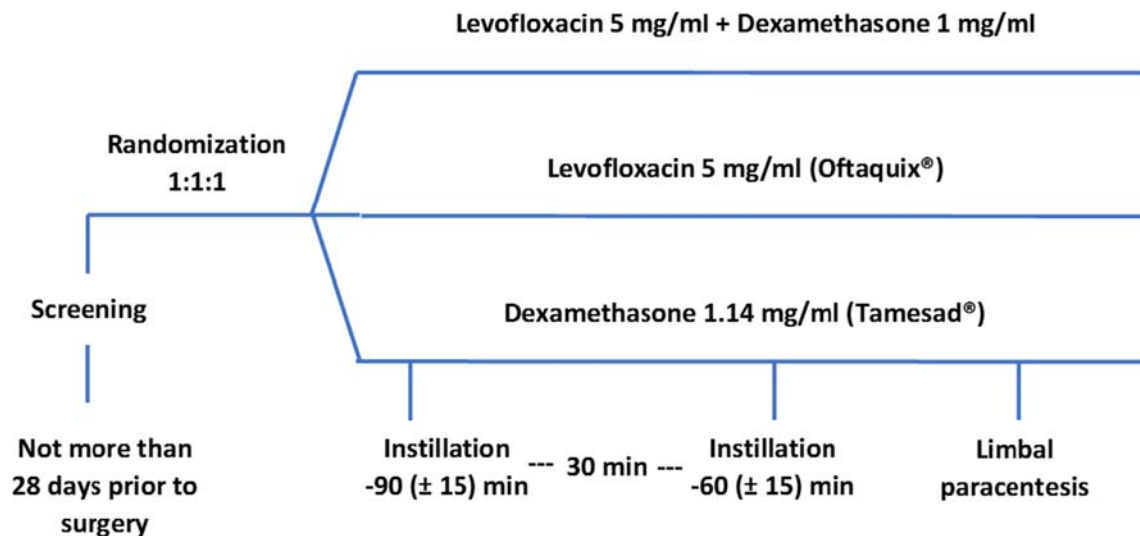 Levofloxacin 5 mg/ml + Dexamethasone 1 mg/ml
Randomization
1:1:1
Levofloxacin 5 mg/ml (Oftaquix®)
Screening
Dexamethasone 1.14 mg/ml (Tamesad®)
Not more than
28 days prior to
surgery
Instillation
-90 (± 15) min
--- 30 min ---
Instillation
-60 (± 15) min
Limbal
paracentesis